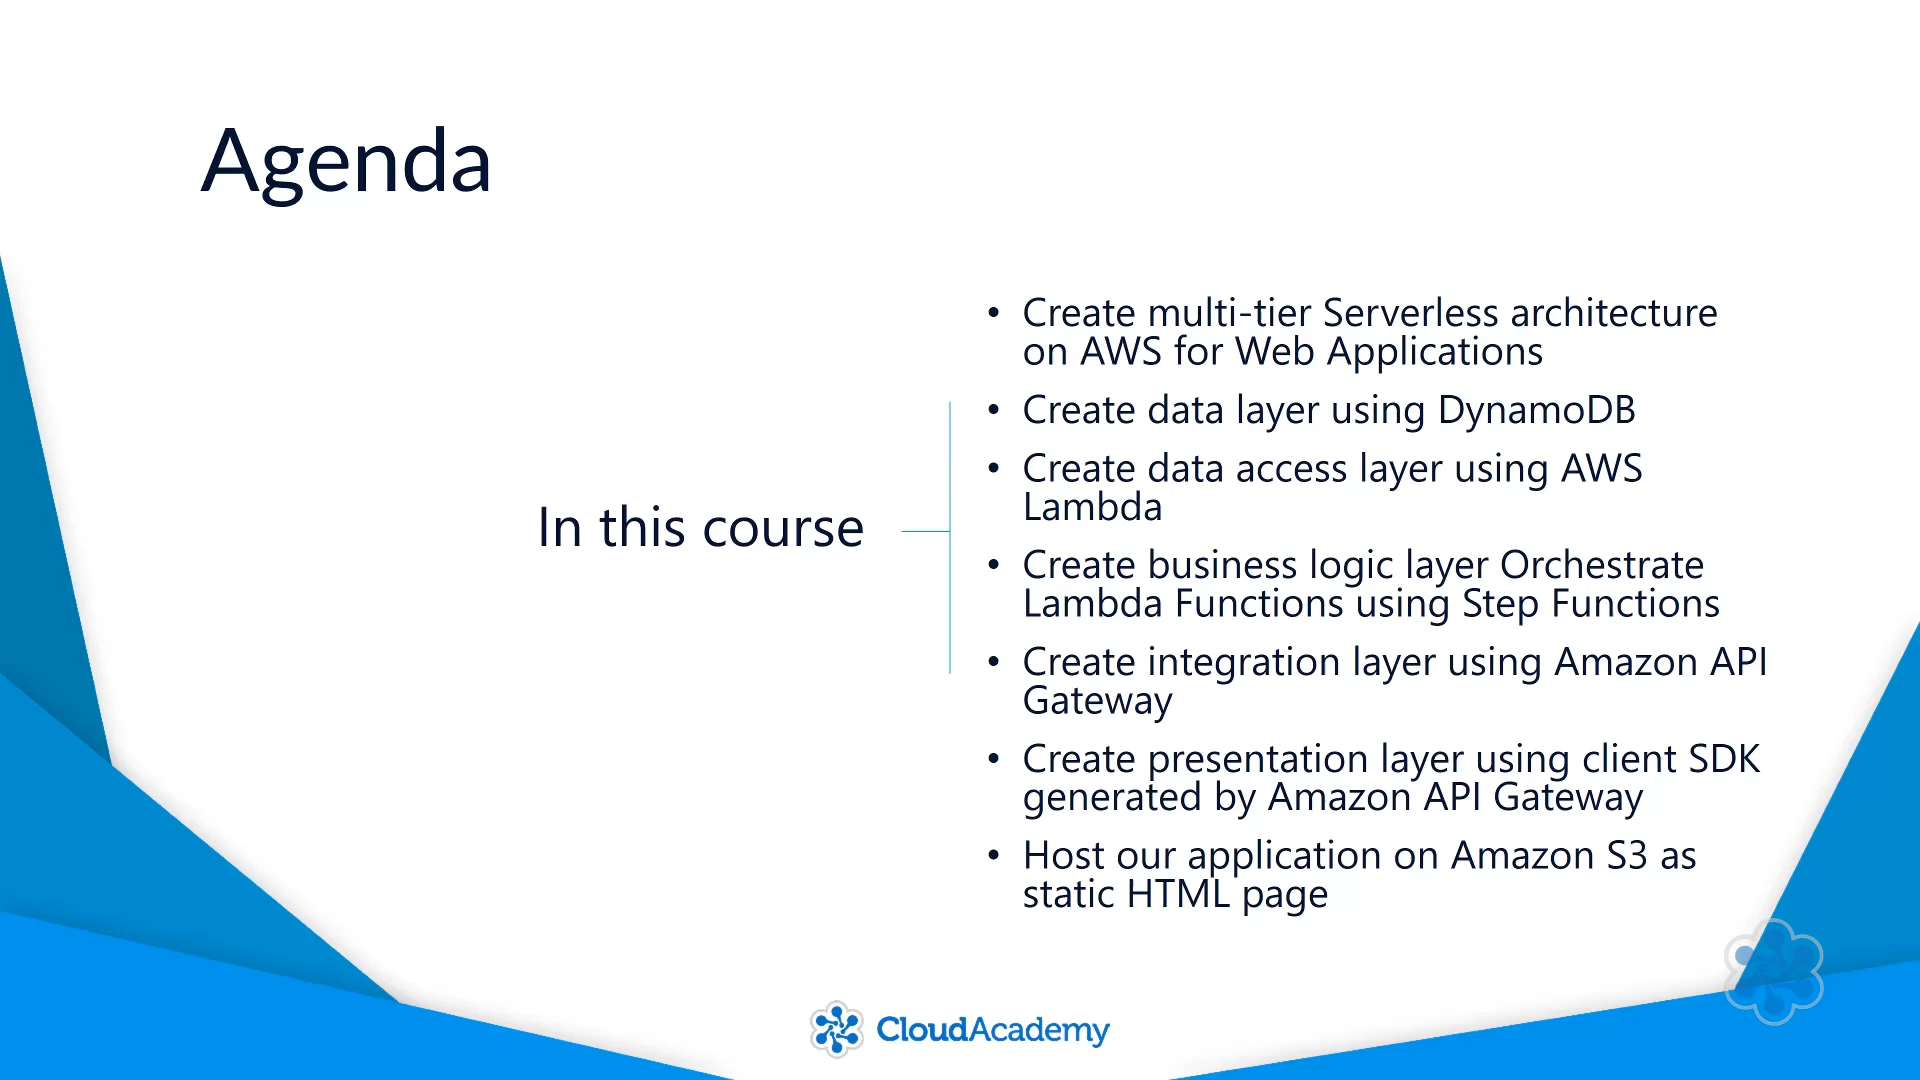 Agenda
In this course
• Create multi-tier Serverless architecture
on AWS for Web Applications
• Create data layer using DynamoDB
• Create data access layer using AWS
Lambda
• Create business logic layer Orchestrate
Lambda Functions using Step Functions
• Create integration layer using Amazon API
Gateway
• Create presentation layer using client SDK
generated by Amazon API Gateway
• Host our application on Amazon S3 as
static HTML page
CloudAcademy